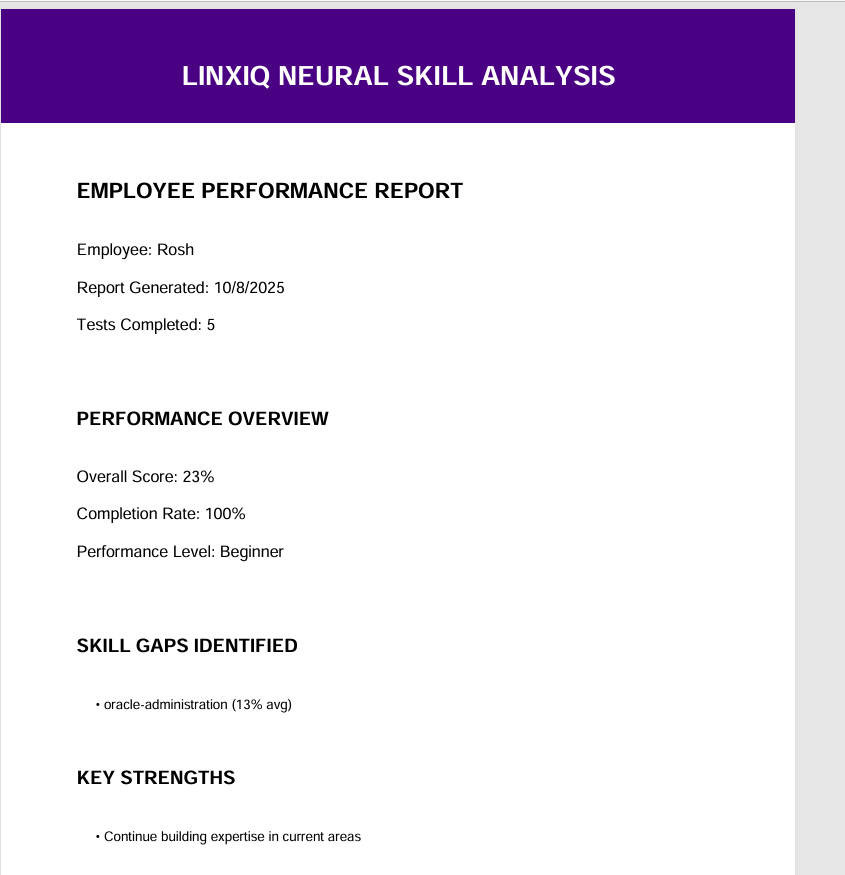 LINXIQ NEURAL SKILL ANALYSIS
EMPLOYEE PERFORMANCE REPORT
Employee: Rosh
Report Generated: 10/8/2025
Tests Completed: 5
PERFORMANCE OVERVIEW
Overall Score: 23%
Completion Rate: 100%
Performance Level: Beginner
SKILL GAPS IDENTIFIED
• oracle-administration (13% avg)
KEY STRENGTHS
• Continue building expertise in current areas